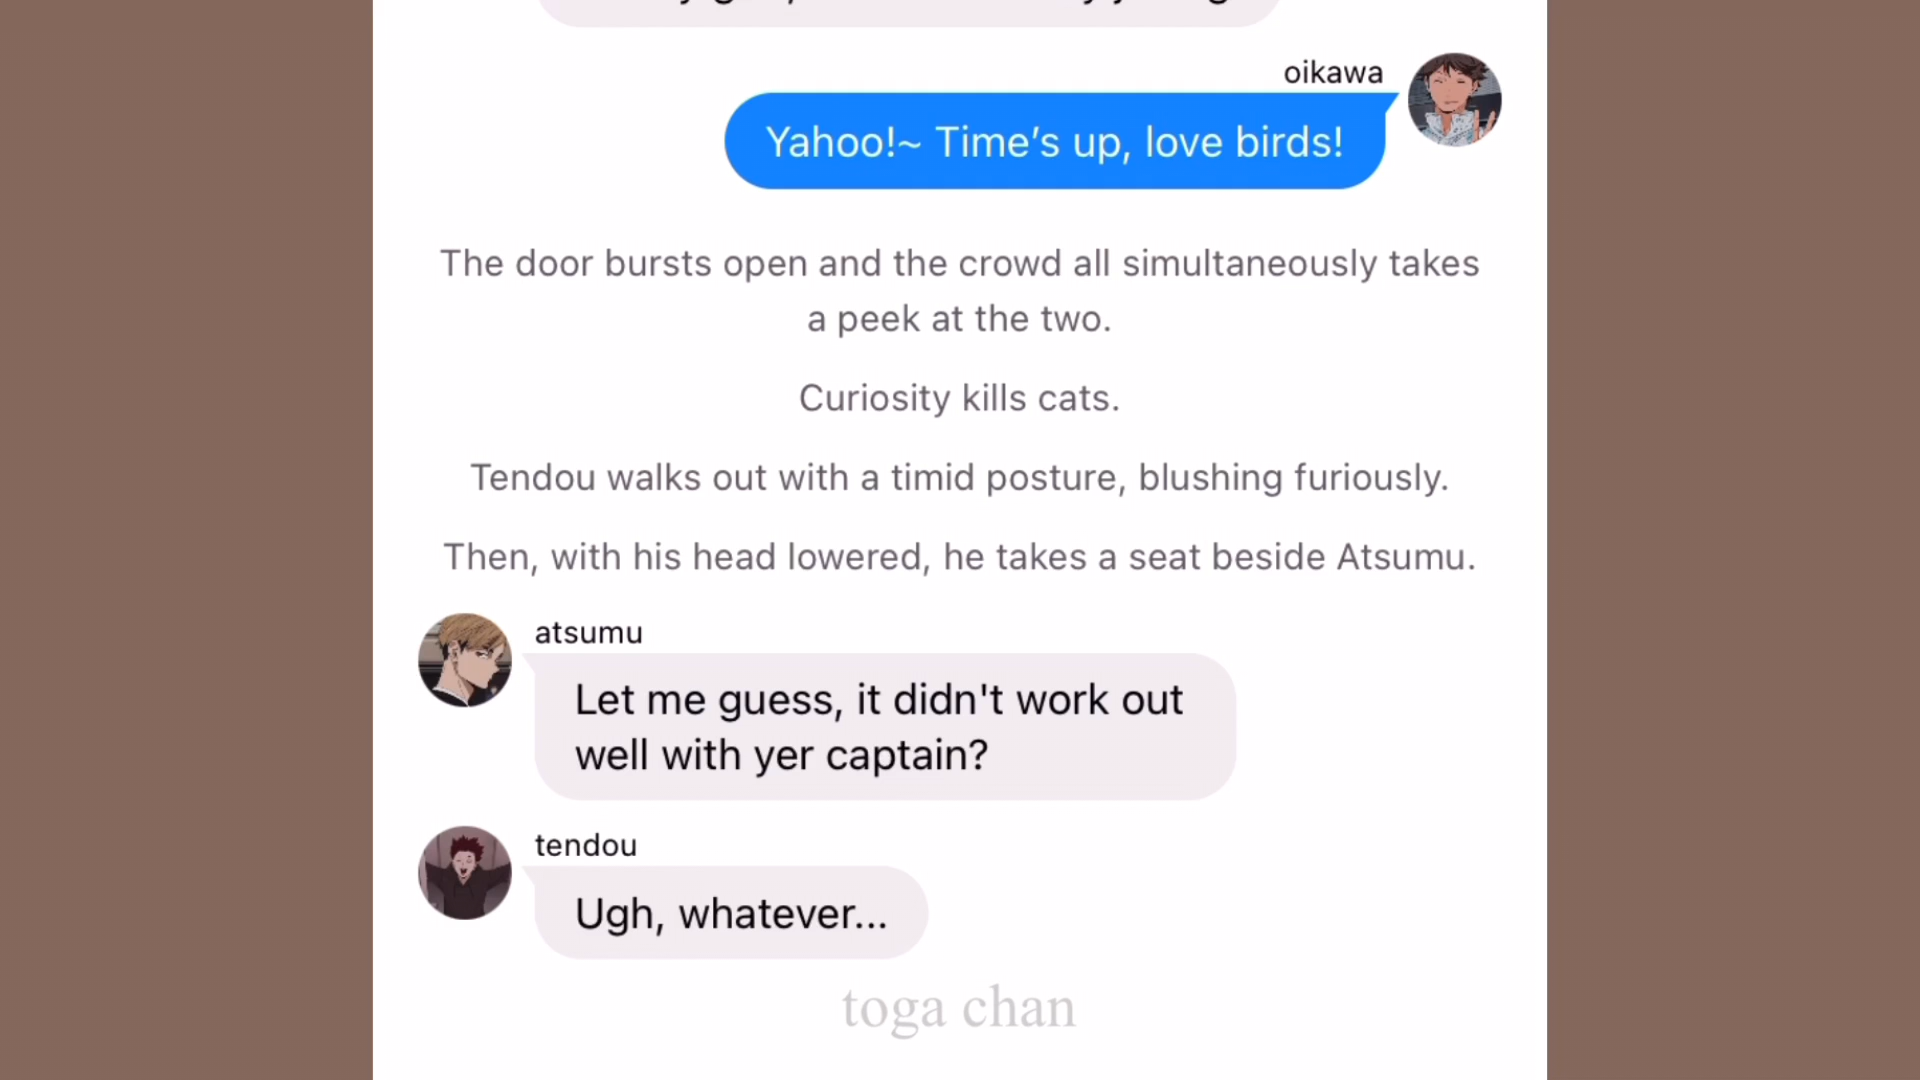 oikawa
Yahoo!~ Time’s up, love birds!
The door bursts open and the crowd all simultaneously takes
a peek at the two.
Curiosity kills cats.
Tendou walks out with a timid posture, blushing furiously.
Then, with his head lowered, he takes a seat beside Atsumu.
atsumu
Let me guess, it didn't work out
well with yer captain?
tendou
Ugh, whatever...
toga chan